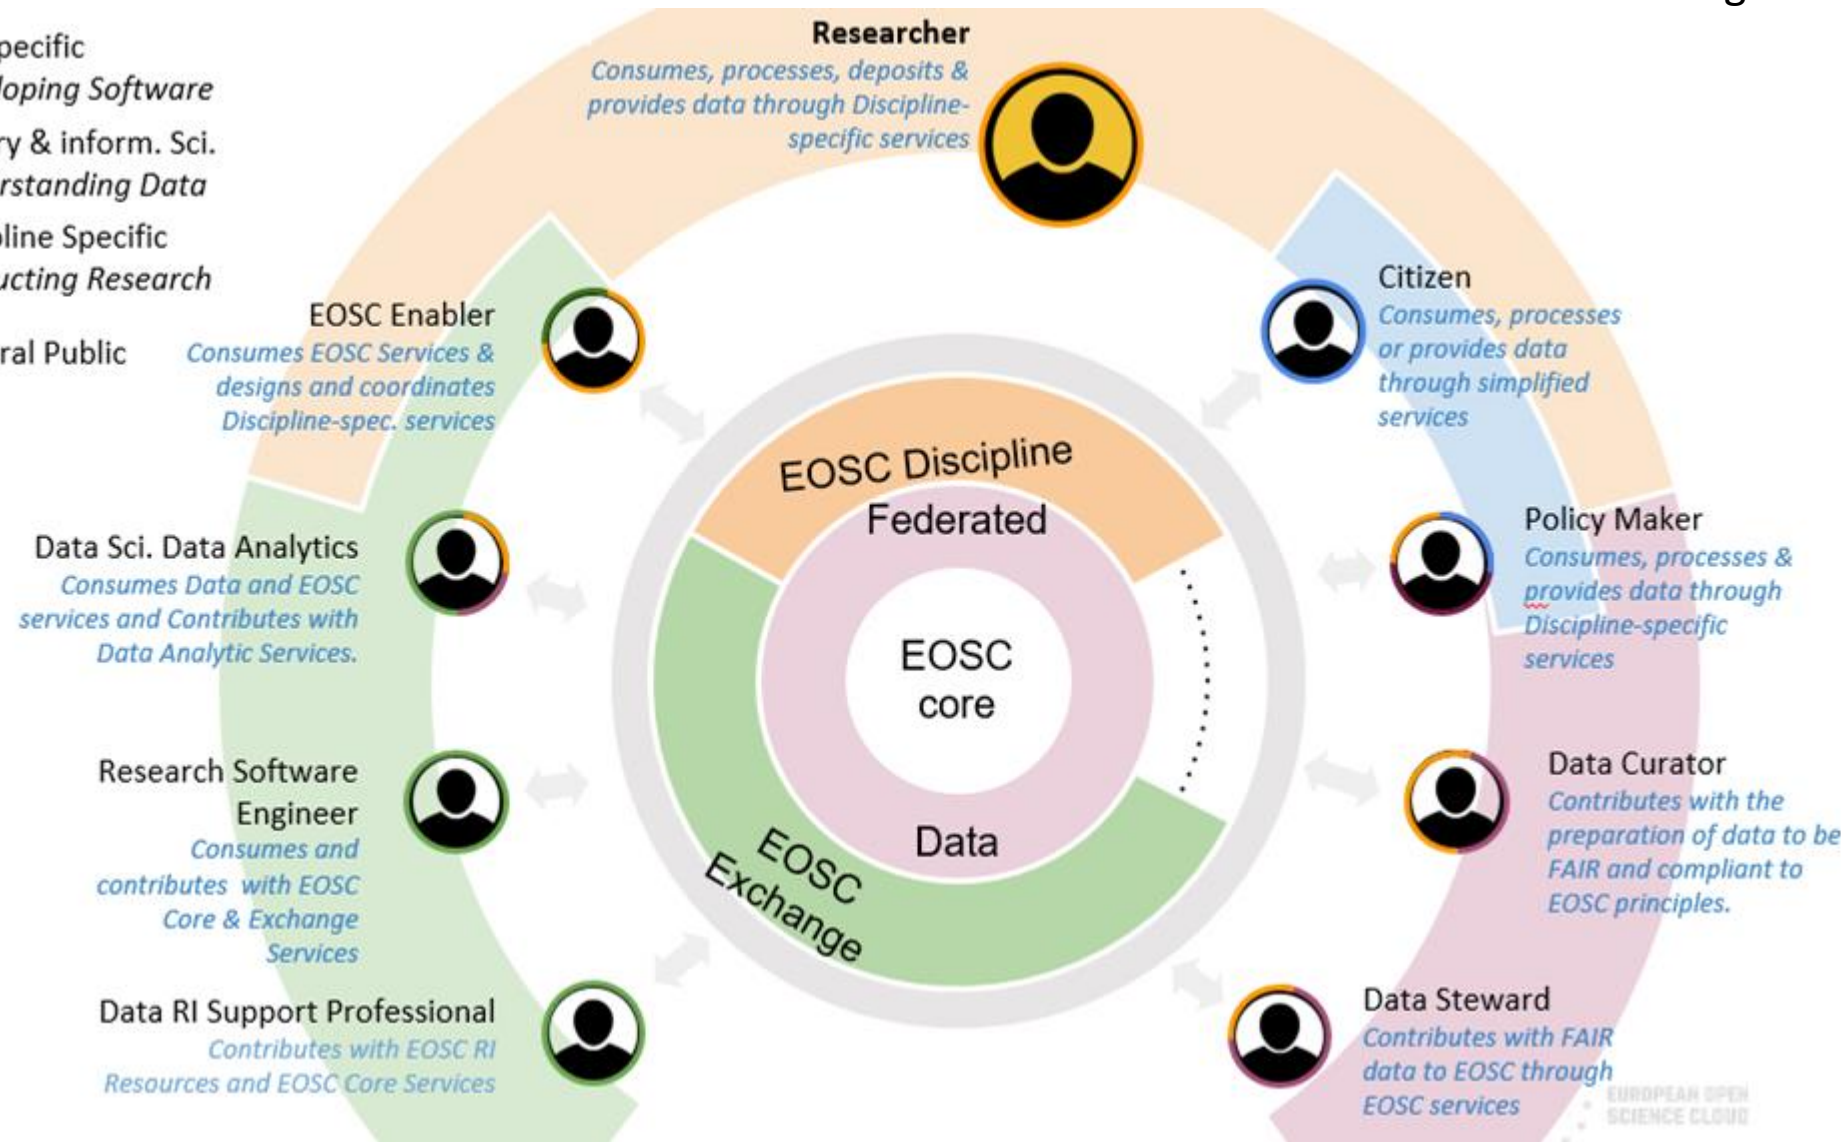 pecific
loping Software
ry & inform. Sci.
rstanding Data
line Specific
ucting Research
ral Public
g
Researcher
Consumes, processes, deposits &
provides data through Discipline-
specific services
EOSC Enabler
Consumes EOSC Services &
designs and coordinates
Discipline-spec. services
Citizen
Consumes, processes
or provides data
through simplified
services
Data Sci. Data Analytics
Consumes Data and EOSC
services and Contributes with
Data Analytic Services.
Policy Maker
Consumes, processes &
provides data through
Discipline-specific
services
EOSC Discipline
Federated
EOSC
core
Data
EOSC
Exchange
Research Software
Engineer
Consumes and
contributes with EOSC
Core & Exchange
Services
Data Curator
Contributes with the
preparation of data to be
FAIR and compliant to
EOSC principles.
Data RI Support Professional
Contributes with EOSC RI
Resources and EOSC Core Services
Data Steward
Contributes with FAIR
data to EOSC through
EOSC services
EUROPEAN OPEN
SCIENCE CLOUD